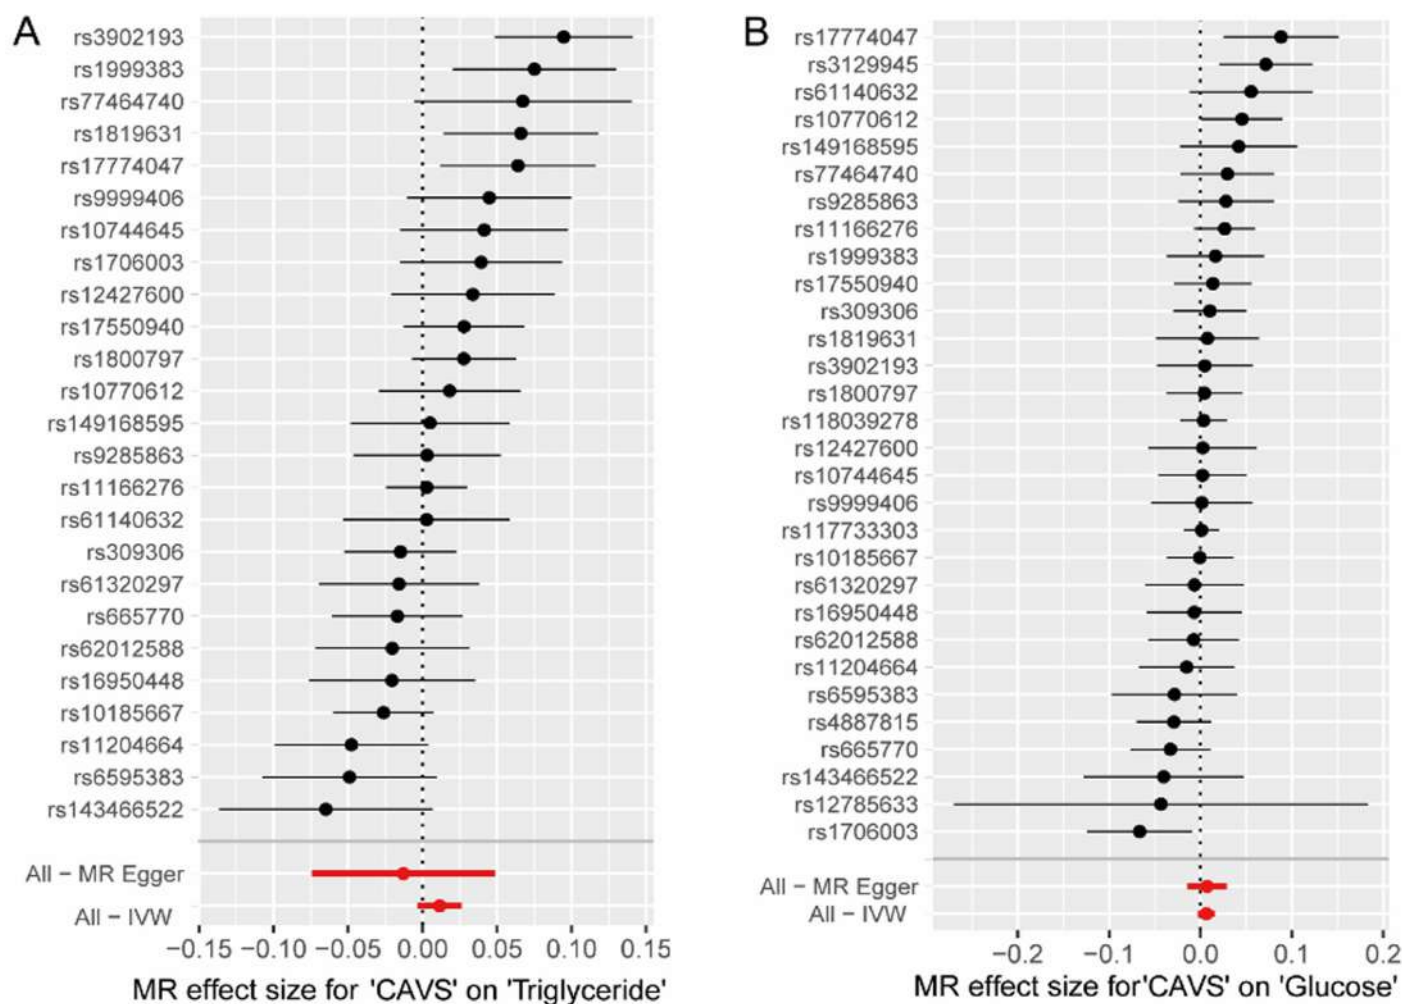 A
rs3902193
rs1999383
rs77464740
rs1819631
rs17774047
rs9999406
rs10744645
rs1706003
rs12427600
rs17550940
rs1800797
rs10770612
rs149168595
rs9285863
rs11166276
rs61140632
rs309306
rs61320297
rs665770
rs62012588
rs16950448
rs10185667
rs11204664
rs6595383
rs143466522
All − MR Egger
All − IVW
−0.15 −0.10 −0.05 0.00 0.05 0.10 0.15
MR effect size for 'CAVS' on 'Triglyceride'
B
rs17774047
rs3129945
rs61140632
rs10770612
rs149168595
rs77464740
rs9285863
rs11166276
rs1999383
rs17550940
rs309306
rs1819631
rs3902193
rs1800797
rs118039278
rs12427600
rs10744645
rs9999406
rs117733303
rs10185667
rs61320297
rs16950448
rs62012588
rs11204664
rs6595383
rs4887815
rs665770
rs143466522
rs12785633
rs1706003
All − MR Egger
All − IVW
−0.2 −0.1 0.0 0.1 0.2
MR effect size for'CAVS' on 'Glucose'